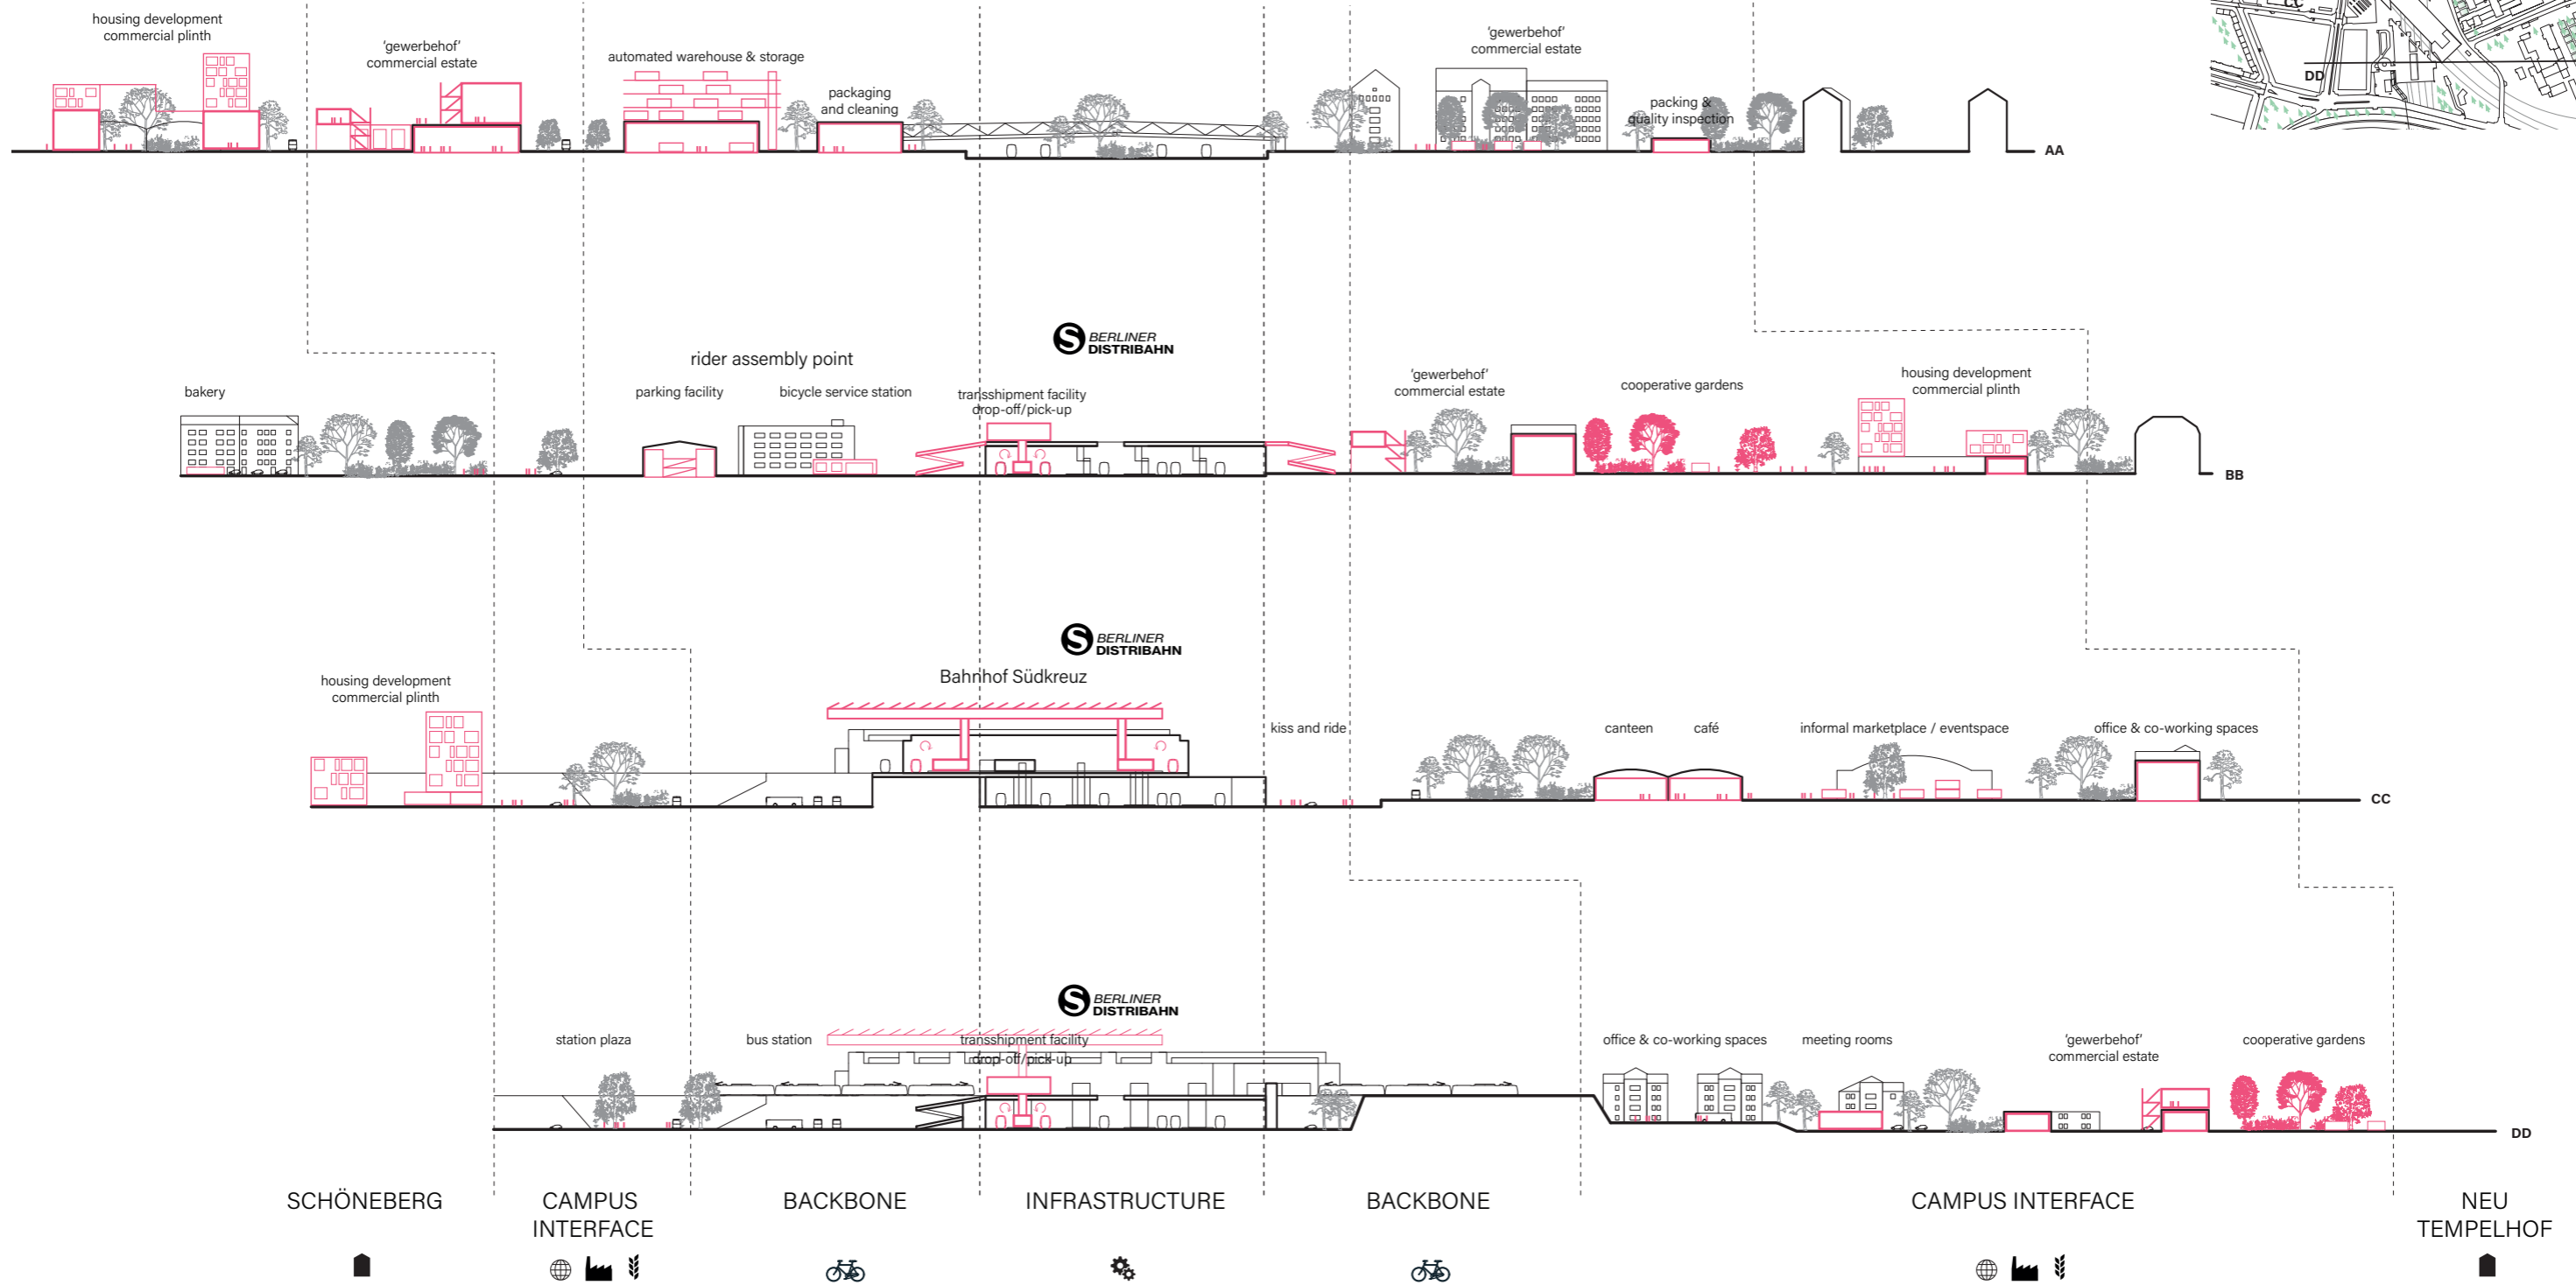 CC
DD
housing development
commercial plinth
'gewerbehof'
commercial estate
automated warehouse & storage
packaging
and cleaning
'gewerbehof'
commercial estate
packing &
quality inspection
AA
S BERLINER
DISTRIBAHN
rider assembly point
bakery
parking facility
bicycle service station
transshipment facility
drop-off/pick-up
'gewerbehof'
commercial estate
cooperative gardens
housing development
commercial plinth
BB
S BERLINER
DISTRIBAHN
Bahnhof Südkreuz
housing development
commercial plinth
kiss and ride
canteen
café
informal marketplace / eventspace
office & co-working spaces
CC
S BERLINER
DISTRIBAHN
station plaza
bus station
transshipment facility
drop-off/pick-up
office & co-working spaces
meeting rooms
'gewerbehof'
commercial estate
cooperative gardens
DD
SCHÖNEBERG
CAMPUS
INTERFACE
BACKBONE
INFRASTRUCTURE
BACKBONE
CAMPUS INTERFACE
NEU
TEMPELHOF